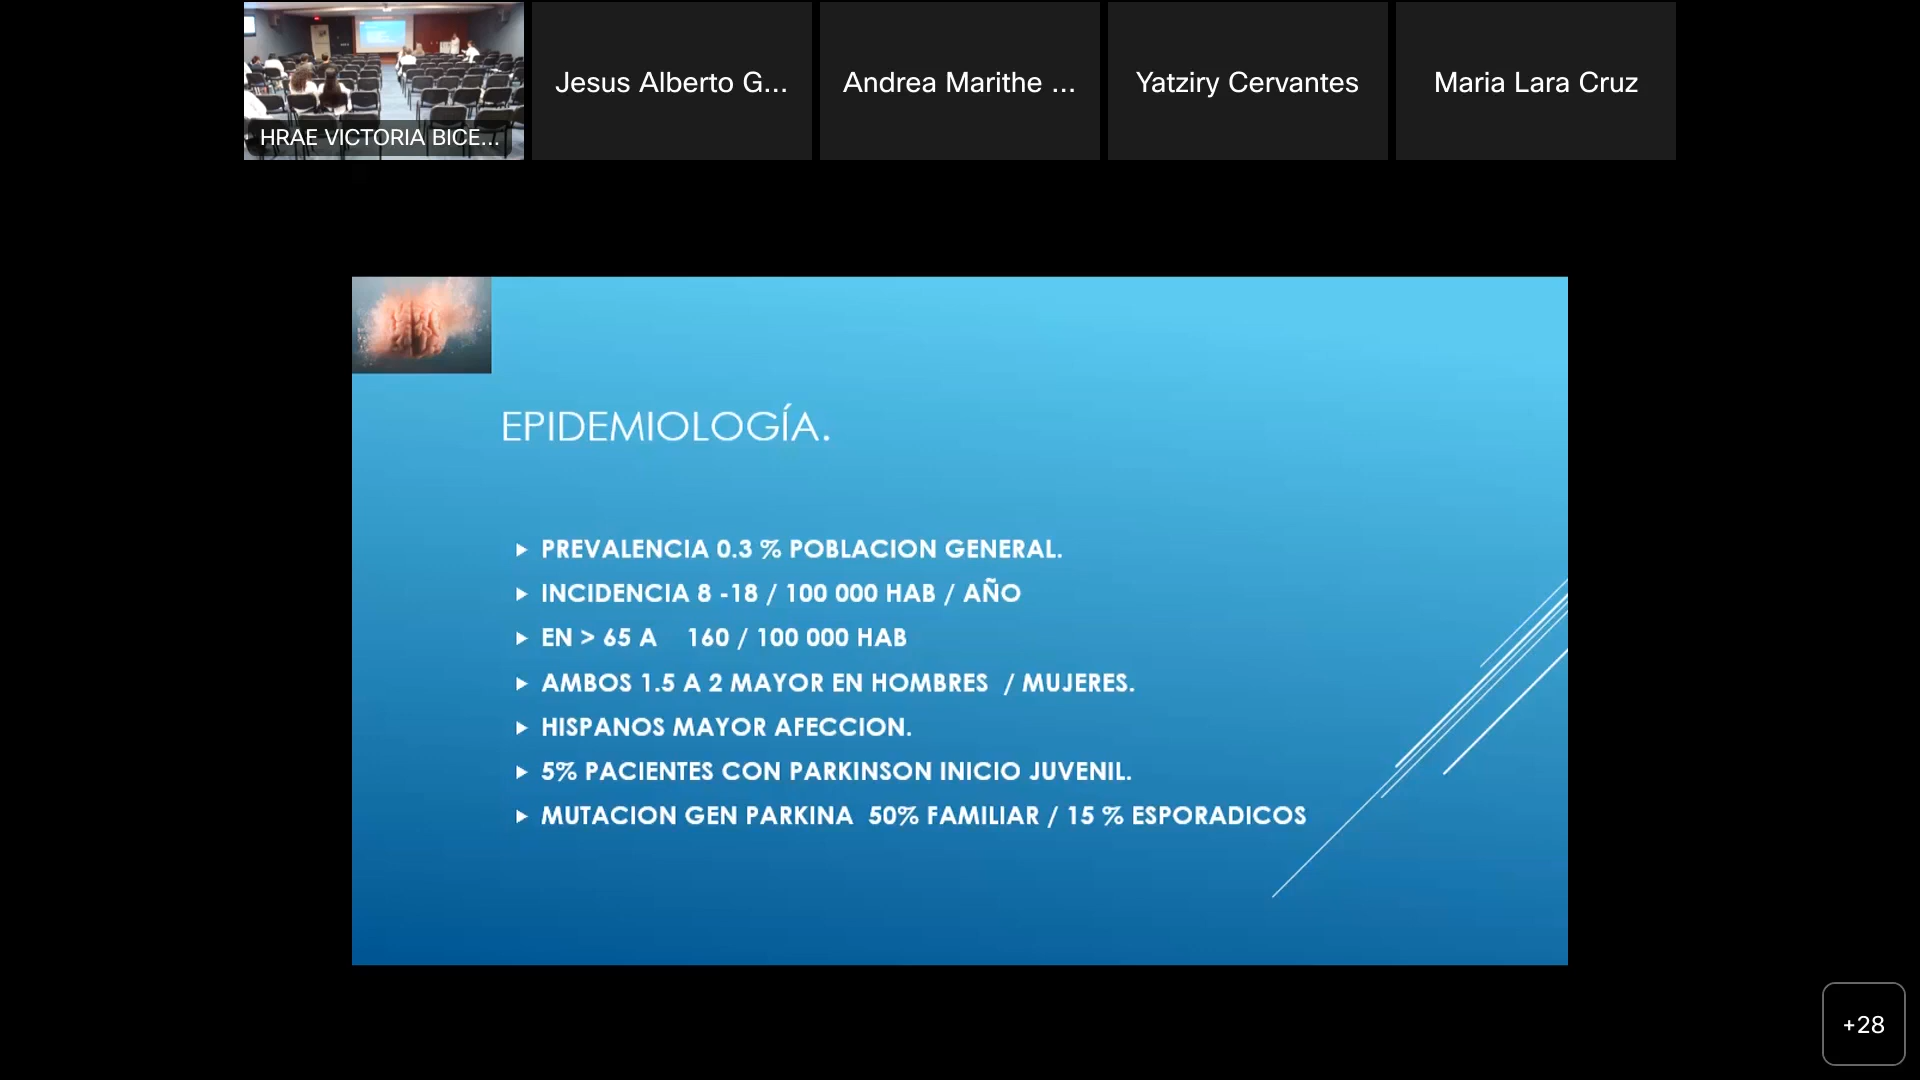 HRAE VICTORIA BICE...
Jesus Alberto G...
Andrea Marithe ...
Yatziry Cervantes
Maria Lara Cruz
EPIDEMIOLOGÍA.
PREVALENCIA 0.3 % POBLACION GENERAL.
INCIDENCIA 8 -18 / 100 000 HAB / AÑO
EN > 65 A    160 / 100 000 HAB
AMBOS 1.5 A 2 MAYOR EN HOMBRES  / MUJERES.
HISPANOS MAYOR AFECCION.
5% PACIENTES CON PARKINSON INICIO JUVENIL.
MUTACION GEN PARKINA  50% FAMILIAR / 15 % ESPORADICOS
+28